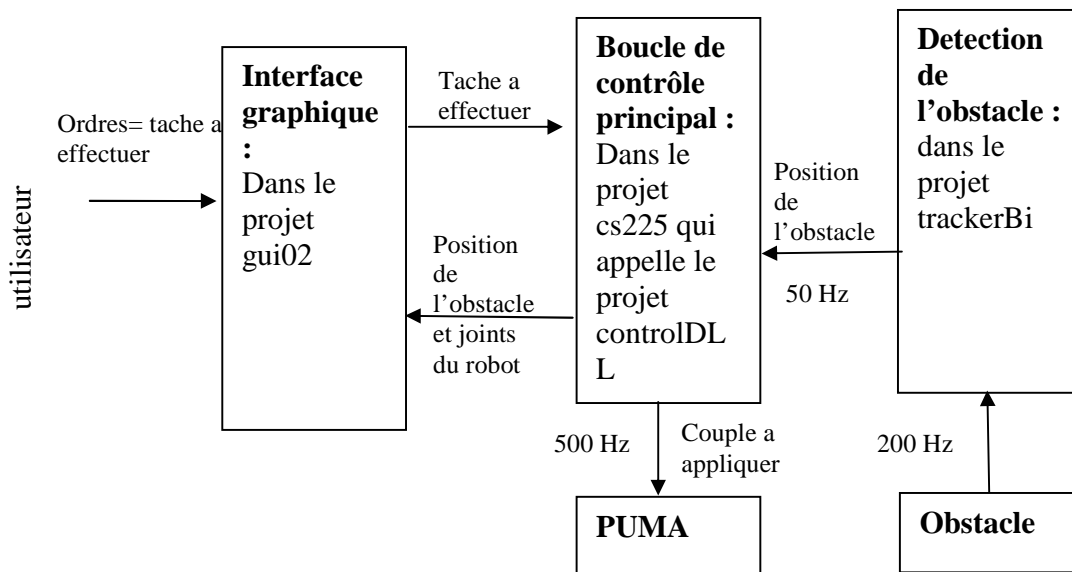 utilisateur
Ordres= tache a
effectuer
Interface
graphique
:
Dans le
projet
gui02
Tache a
effectuer
Position
de
l’obstacle
et joints
du robot
Boucle de
contrôle
principal :
Dans le
projet
cs225 qui
appelle le
projet
controlDL
L
Position
de
l’obstacle
50 Hz
Detection
de
l’obstacle :
dans le
projet
trackerBi
500 Hz
Couple a
appliquer
200 Hz
PUMA
Obstacle